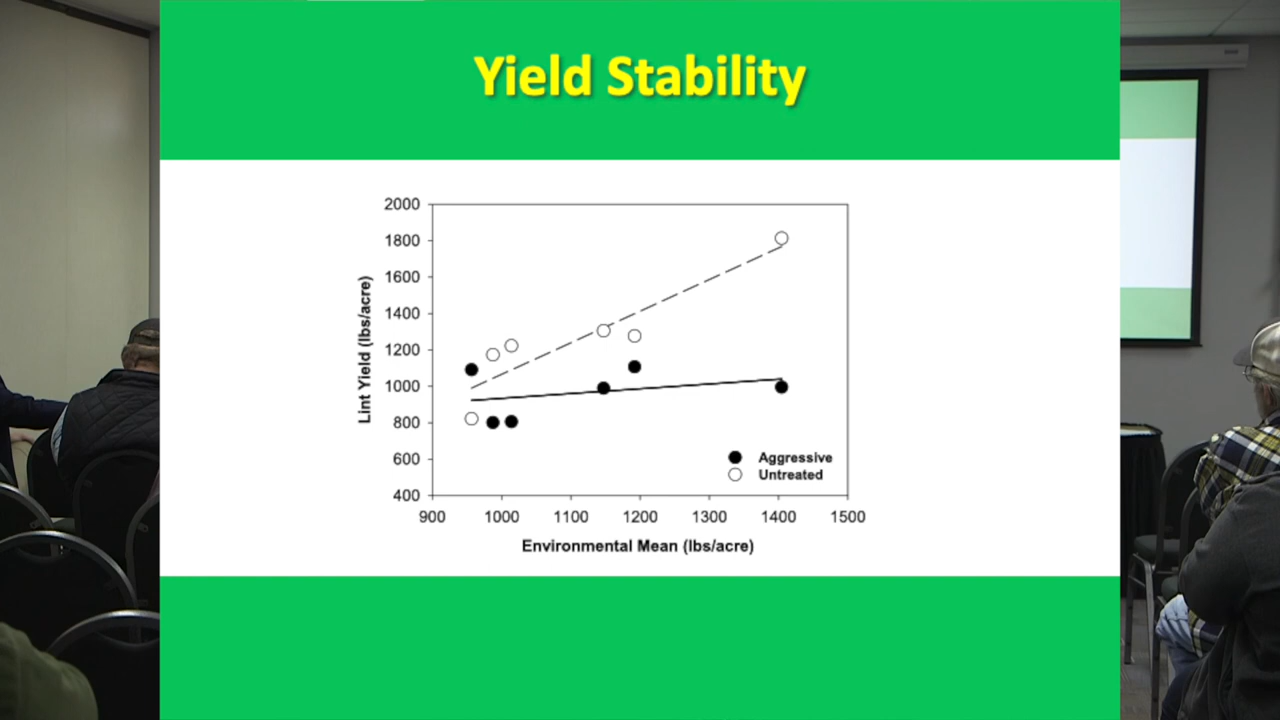 Yield Stability
2000
1800
1600
1400
1200
1000
800
600
400
Lint Yield (lbs/acre)
Aggressive
Untreated
900 1000 1100 1200 1300 1400 1500
Environmental Mean (lbs/acre)